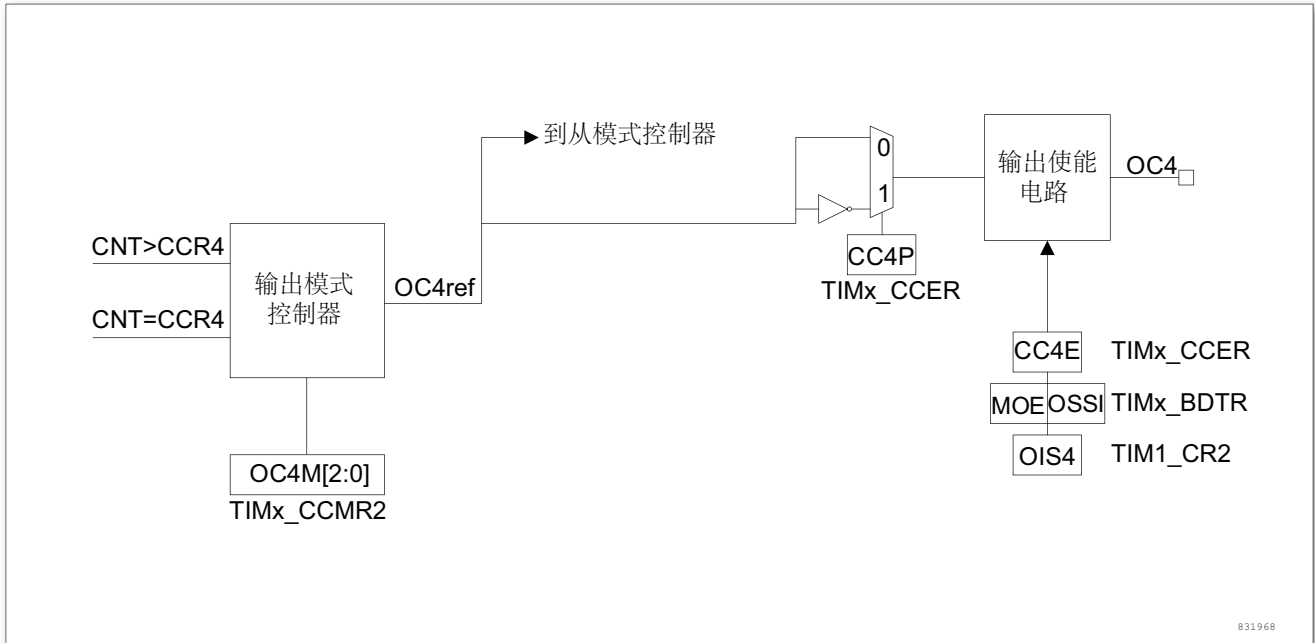 到从模式控制器
0
1
输出使能
电路
OC4
CNT>CCR4
CNT=CCR4
输出模式
控制器
OC4ref
CC4P
TIMx_CCER
CC4E
TIMx_CCER
MOE
OSSI
TIMx_BDTR
OIS4
TIM1_CR2
OC4M[2:0]
TIMx_CCMR2
831968